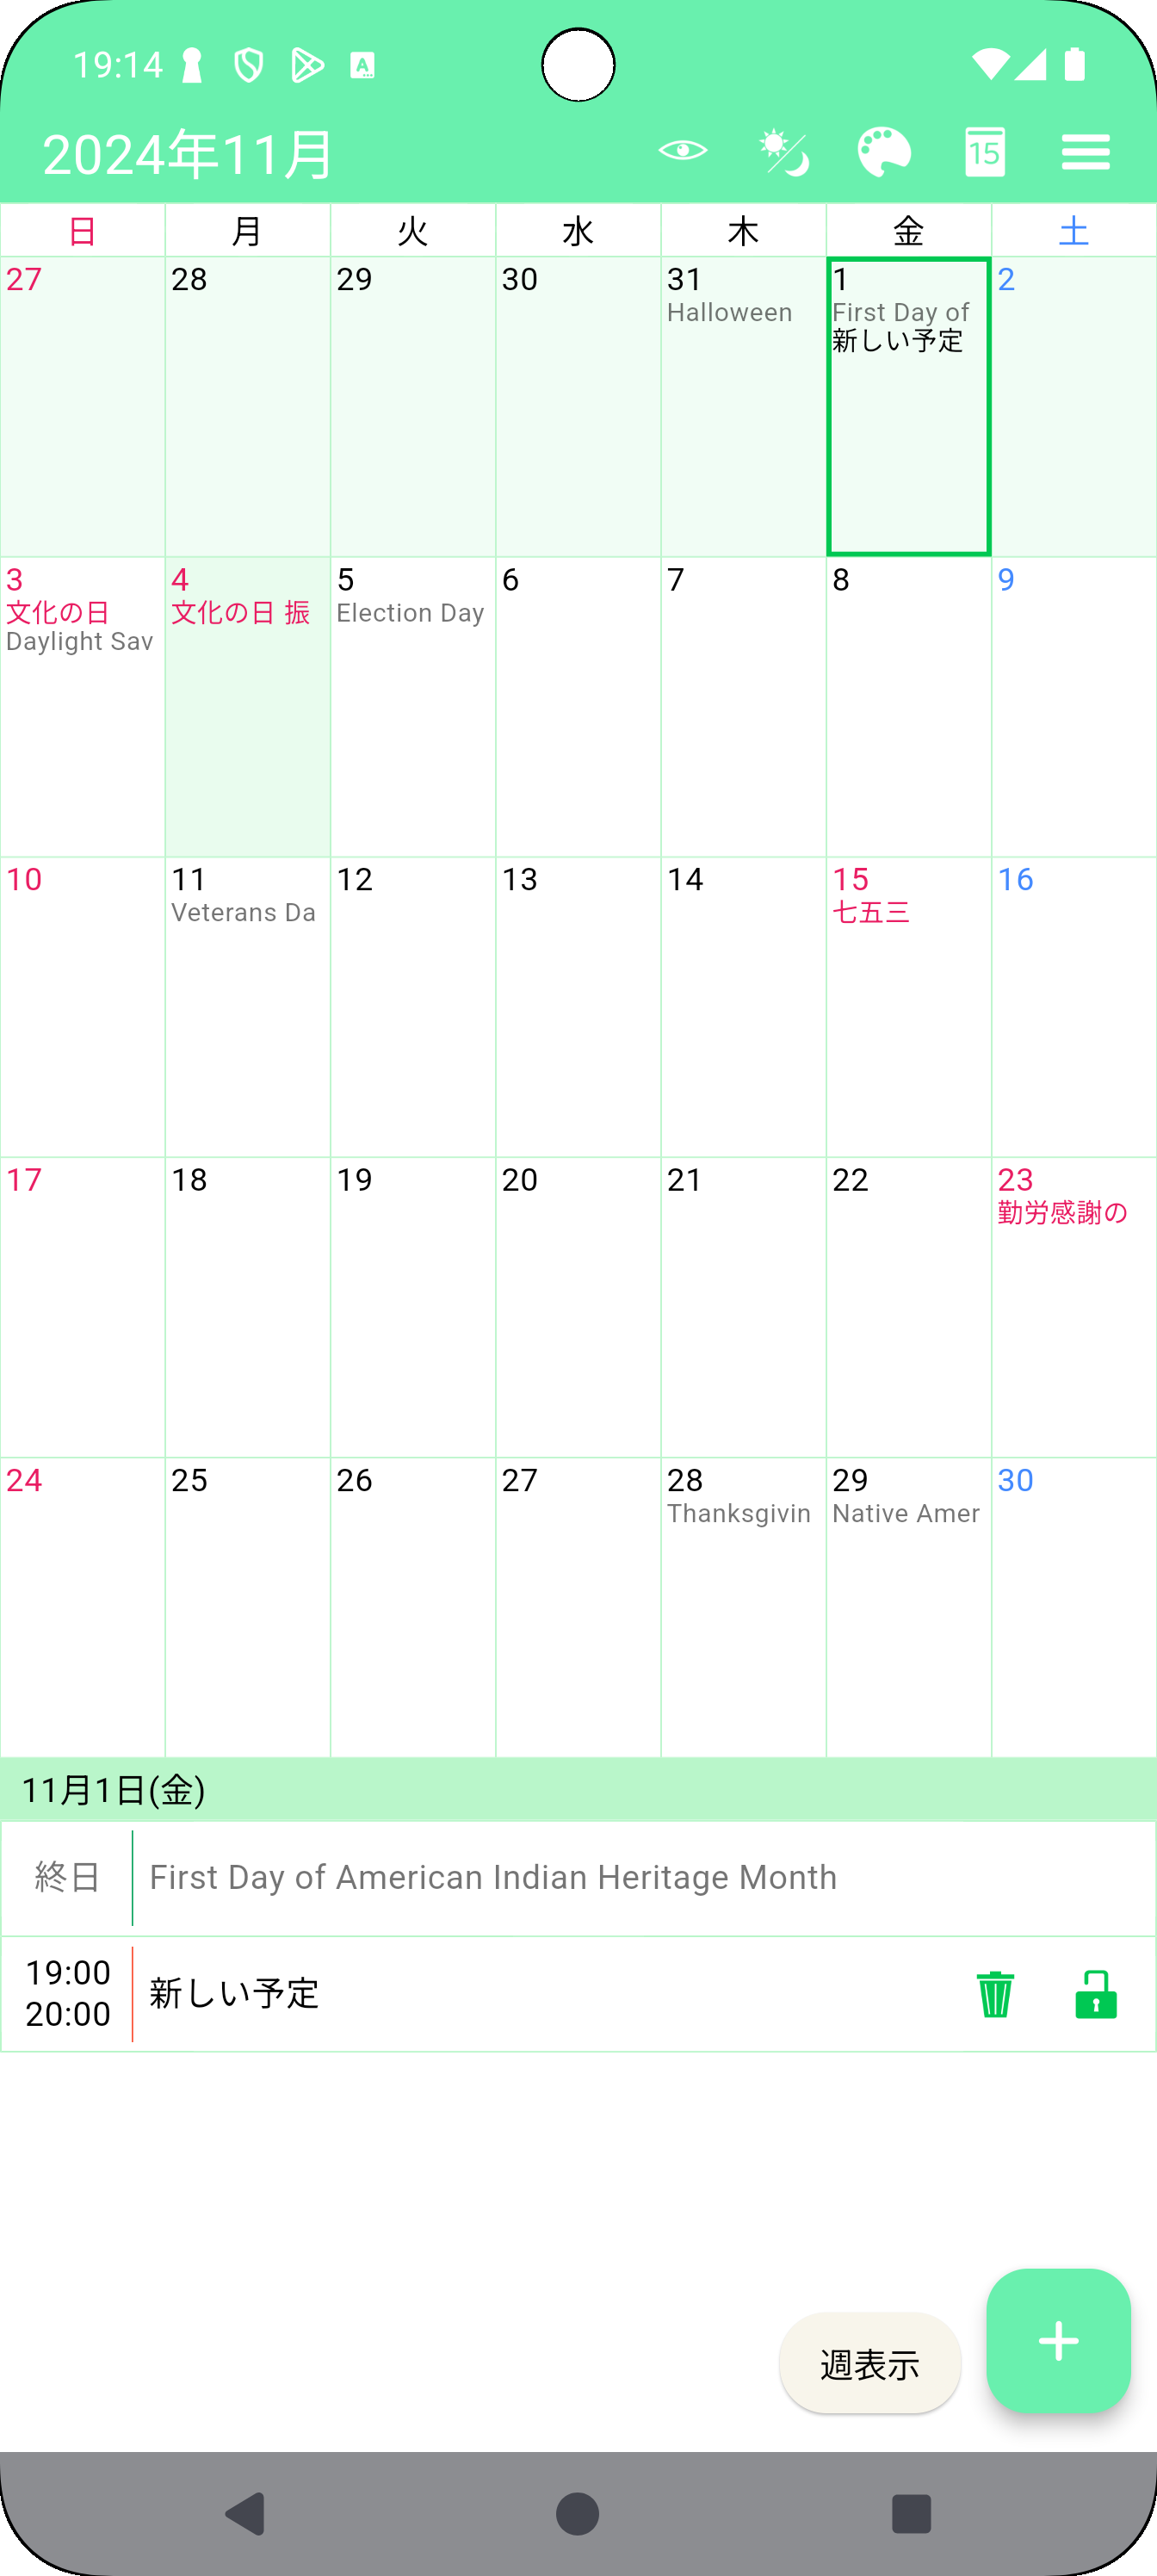 19:14
2024年11月
15
日 月 火 水 木 金 土
27 28 29 30 31 1 2
Halloween First Day of
新しい予定
3 4 5 6 7 8 9
文化の日 文化の日 振 Election Day
Daylight Sav
10 11 12 13 14 15 16
Veterans Da 七五三
17 18 19 20 21 22 23
勤労感謝の
24 25 26 27 28 29 30
Thanksgivin Native Amer
11月1日(金)
終日 First Day of American Indian Heritage Month
19:00
新しい予定
20:00
週表示